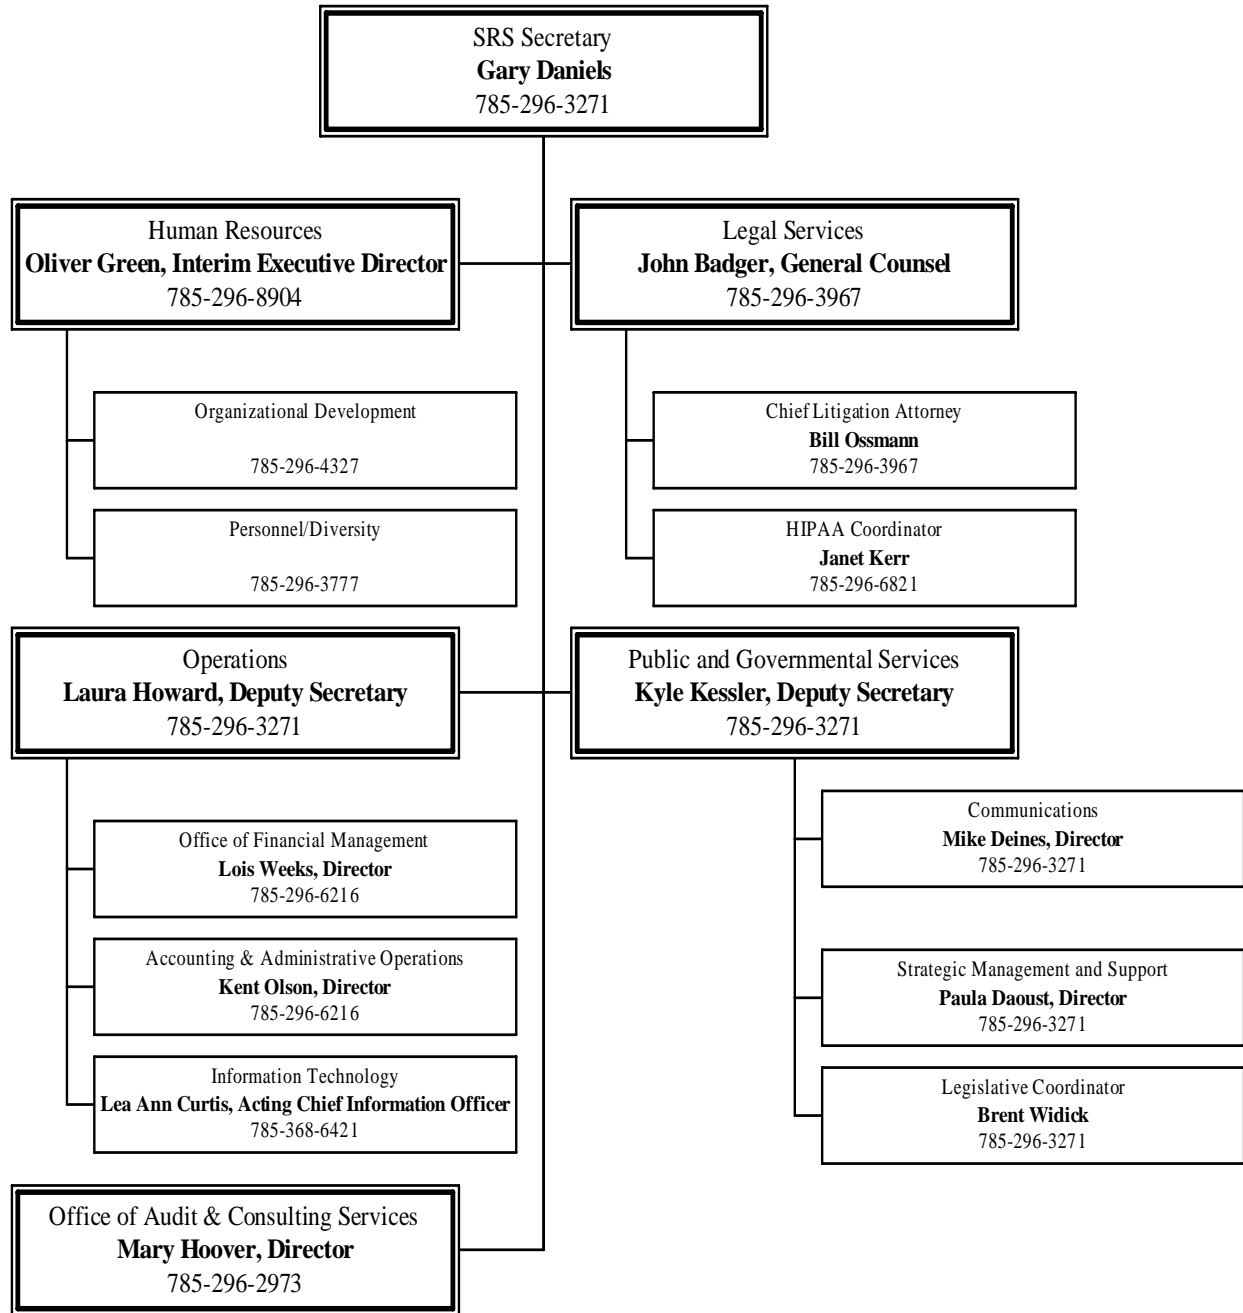 SRS Secretary
Gary Daniels
785-296-3271
Human Resources
Oliver Green, Interim Executive Director
785-296-8904
Legal Services
John Badger, General Counsel
785-296-3967
Organizational Development
785-296-4327
Personnel/Diversity
785-296-3777
Chief Litigation Attorney
Bill Ossmann
785-296-3967
HIPAA Coordinator
Janet Kerr
785-296-6821
Operations
Laura Howard, Deputy Secretary
785-296-3271
Public and Governmental Services
Kyle Kessler, Deputy Secretary
785-296-3271
Office of Financial Management
Lois Weeks, Director
785-296-6216
Accounting & Administrative Operations
Kent Olson, Director
785-296-6216
Information Technology
Lea Ann Curtis, Acting Chief Information Officer
785-368-6421
Communications
Mike Deines, Director
785-296-3271
Strategic Management and Support
Paula Daoust, Director
785-296-3271
Legislative Coordinator
Brent Widick
785-296-3271
Office of Audit & Consulting Services
Mary Hoover, Director
785-296-2973